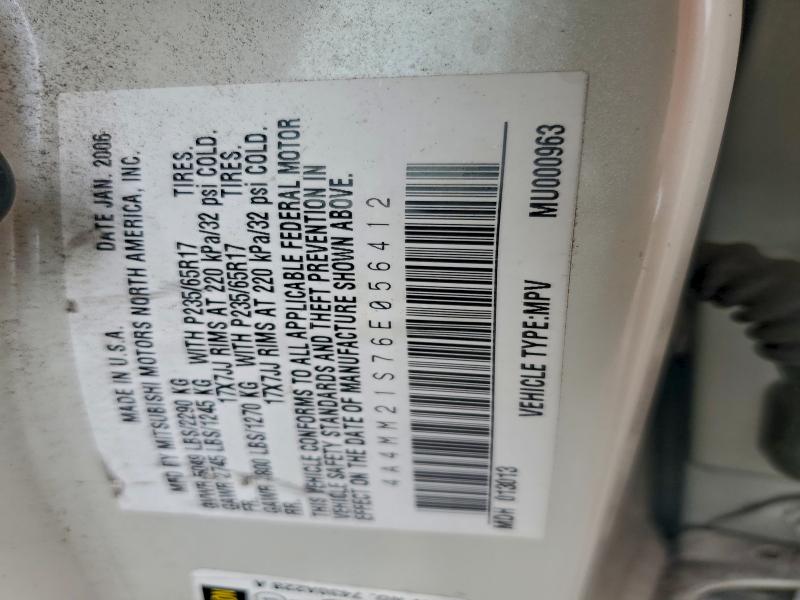 MADE IN U.S.A. DATE JAN. 2006
MFD BY MITSUBISHI MOTORS NORTH AMERICA, INC.
GVWR LBS/2290 KG
GAWR 2745 LBS/1245 KG WITH P235/65R17 TIRES.
FR. 17X7JJ RIMS AT 220 kPa/32 psi COLD.
GAWR 2800 LBS/1270 KG WITH P235/65R17 TIRES.
RR. 17X7JJ RIMS AT 220 kPa/32 psi COLD.
THIS VEHICLE CONFORMS TO ALL APPLICABLE FEDERAL MOTOR
VEHICLE SAFETY STANDARDS AND THEFT PREVENTION IN
EFFECT ON THE DATE OF MANUFACTURE SHOWN ABOVE.
4A4MM21S76E056412
MDH 013013
VEHICLE TYPE:MPV MU000963